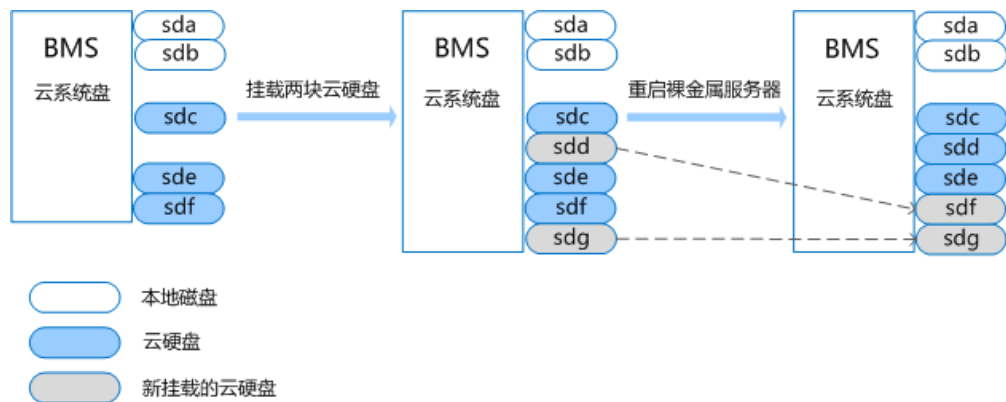 BMS
云系统盘
sda
sdb
sdc
sde
sdf
挂载两块云硬盘
BMS
云系统盘
sda
sdb
sdc
sdd
sde
sdf
sdg
重启裸金属服务器
BMS
云系统盘
sda
sdb
sdc
sdd
sde
sdf
sdg
本地磁盘
云硬盘
新挂载的云硬盘